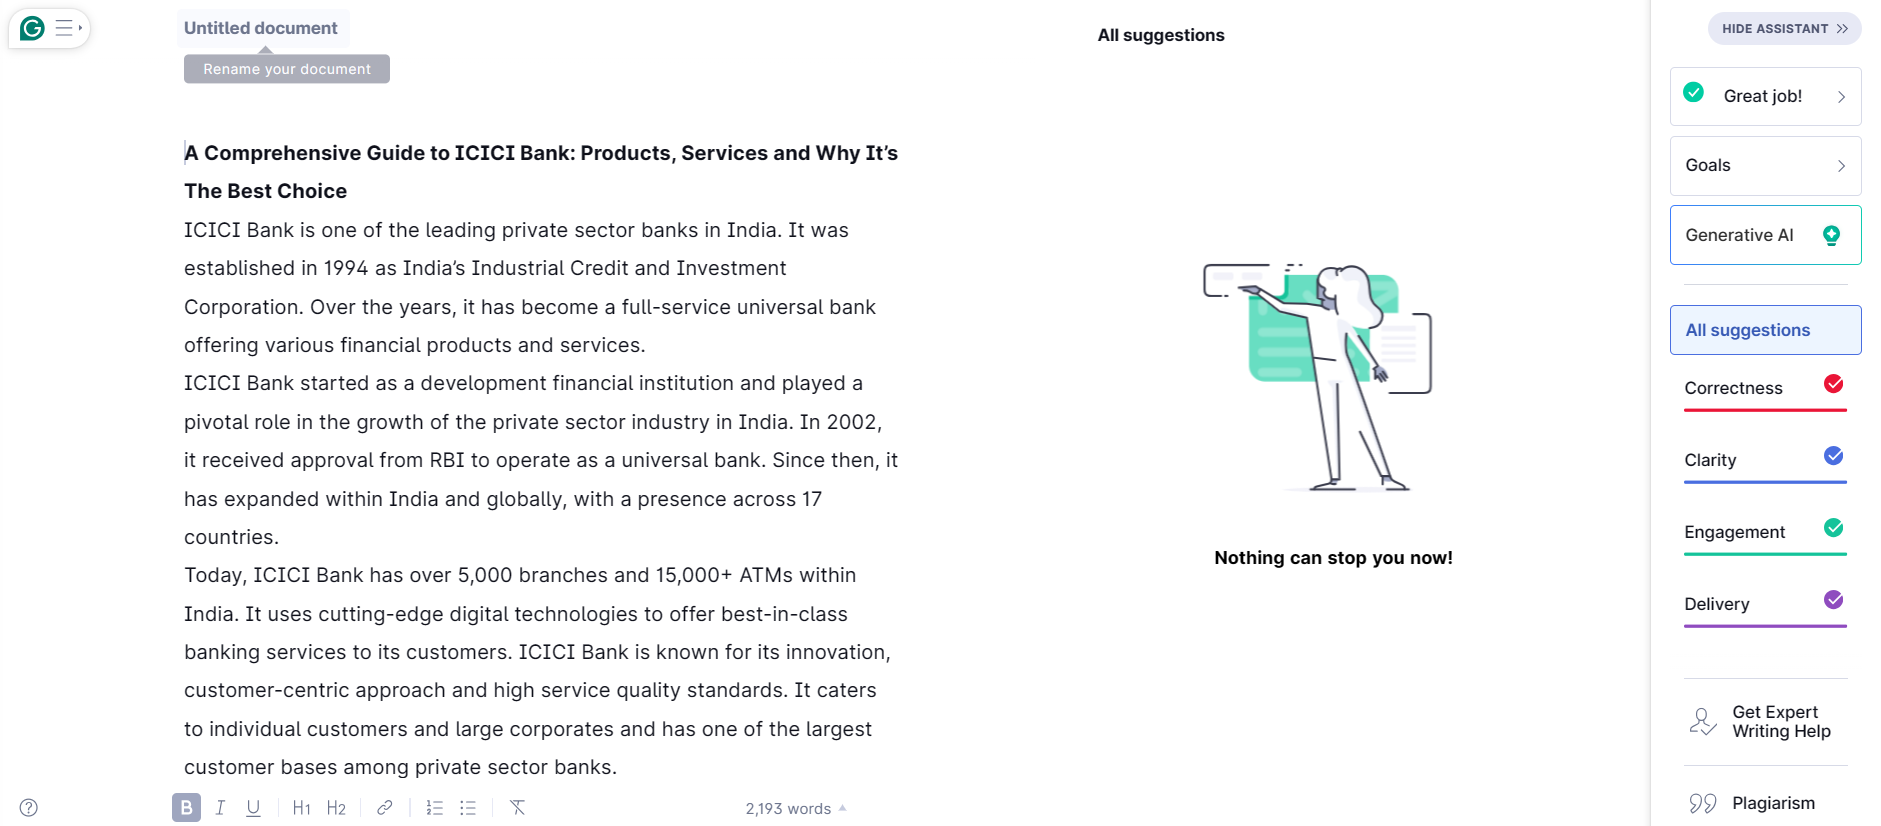 Untitled document
Rename your document
All suggestions
HIDE ASSISTANT
Great job!
Goals
Generative AI
All suggestions
Correctness
Clarity
Engagement
Delivery
Get Expert
Writing Help
Plagiarism
A Comprehensive Guide to ICICI Bank: Products, Services and Why It’s
The Best Choice
ICICI Bank is one of the leading private sector banks in India. It was
established in 1994 as India’s Industrial Credit and Investment
Corporation. Over the years, it has become a full-service universal bank
offering various financial products and services.
ICICI Bank started as a development financial institution and played a
pivotal role in the growth of the private sector industry in India. In 2002,
it received approval from RBI to operate as a universal bank. Since then, it
has expanded within India and globally, with a presence across 17
countries.
Today, ICICI Bank has over 5,000 branches and 15,000+ ATMs within
India. It uses cutting-edge digital technologies to offer best-in-class
banking services to its customers. ICICI Bank is known for its innovation,
customer-centric approach and high service quality standards. It caters
to individual customers and large corporates and has one of the largest
customer bases among private sector banks.
Nothing can stop you now!
B I U H1 H2
2,193 words